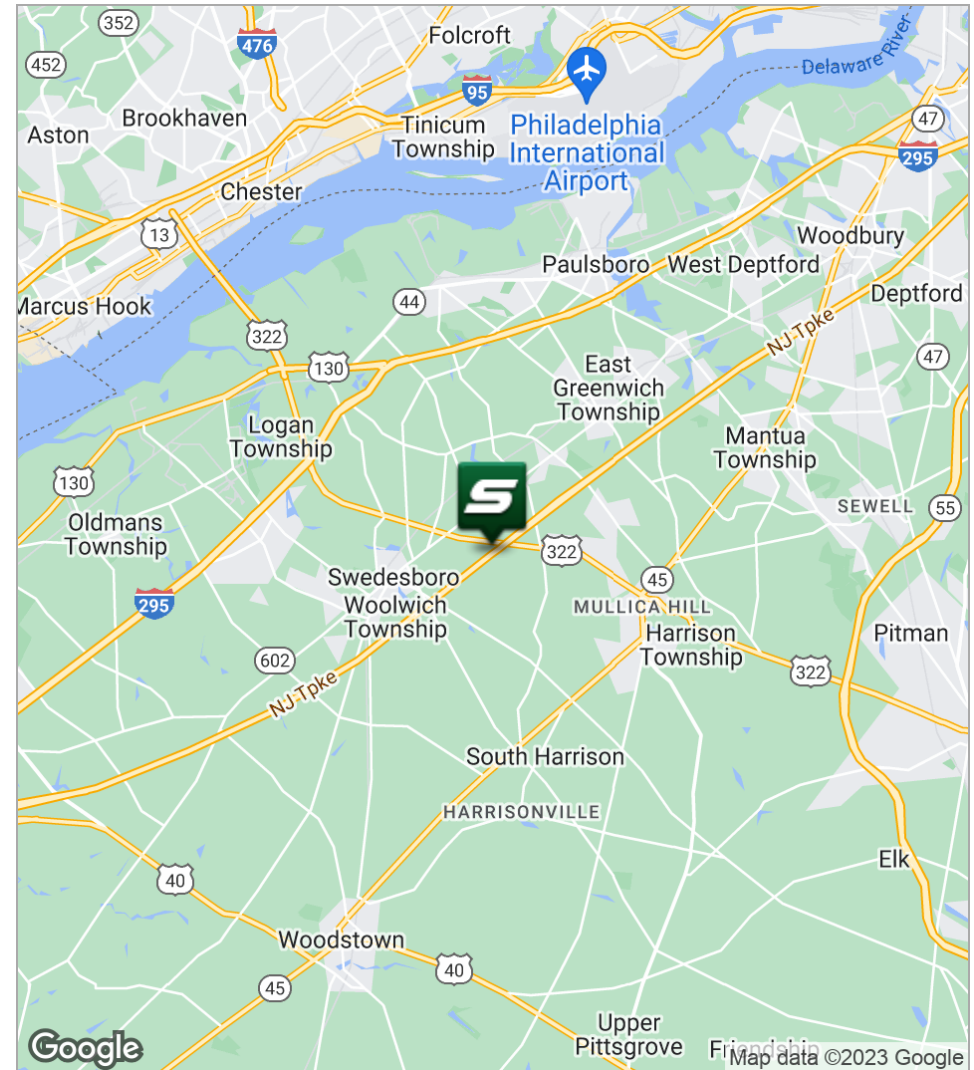 352
Folcroft
476
452
Delaware River
95
Brookhaven
Aston
Tinicum
Township
Philadelphia
International
Airport
47
295
Chester
13
Woodbury
Paulsboro
West Deptford
Deptford
Marcus Hook
44
322
NJ Tpke
130
47
East
Greenwich
Township
Logan
Township
Mantua
Township
130
S
SEWELL
55
Oldmans
Township
322
Swedesboro
45
295
Woolwich
Township
MULLICA HILL
Harrison
Township
Pitman
602
322
NJ Tpke
South Harrison
HARRISONVILLE
Elk
40
Woodstown
40
45
Upper
Pittsgrove
Friendship
Google
Map data ©2023 Google